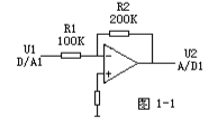 R2
200K
R1
100K
U1
D/A1
U2
A/D1
-
+
图 1-1